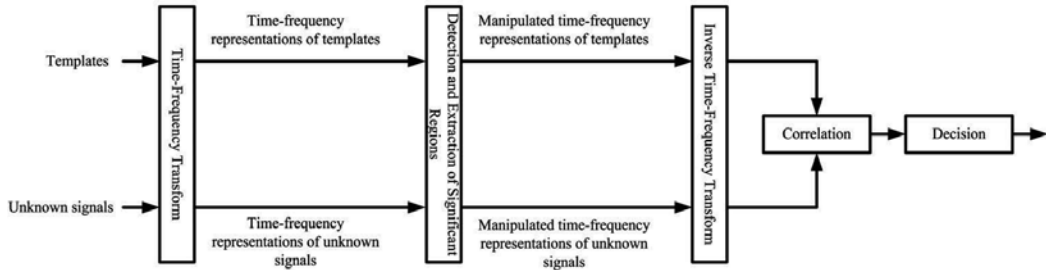 Templates
Unknown signals
Time-Frequency Transform
Time-frequency
representations of templates
Time-frequency
representations of unknown
signals
Detection and Extraction of Significant
Regions
Manipulated time-frequency
representations of templates
Manipulated time-frequency
representations of unknown
signals
Inverse Time-Frequency Transform
Correlation
Decision